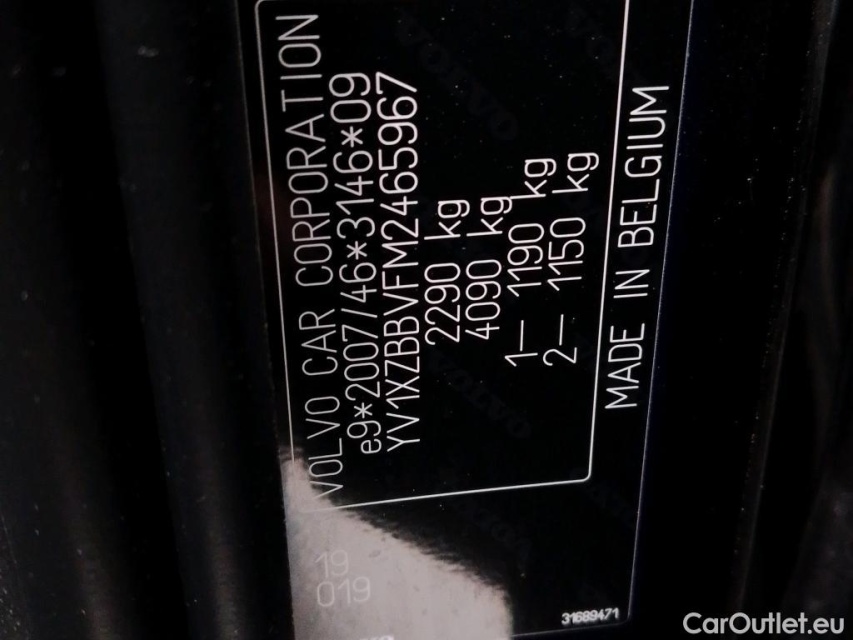 VOLVO CAR CORPORATION
e9*2007/46*3146*09
YV1XZBBVFM2465967
2290 kg
4090 kg
1– 1190 kg
2– 1150 kg
MADE IN BELGIUM
19
019
31689471
CarOutlet.eu